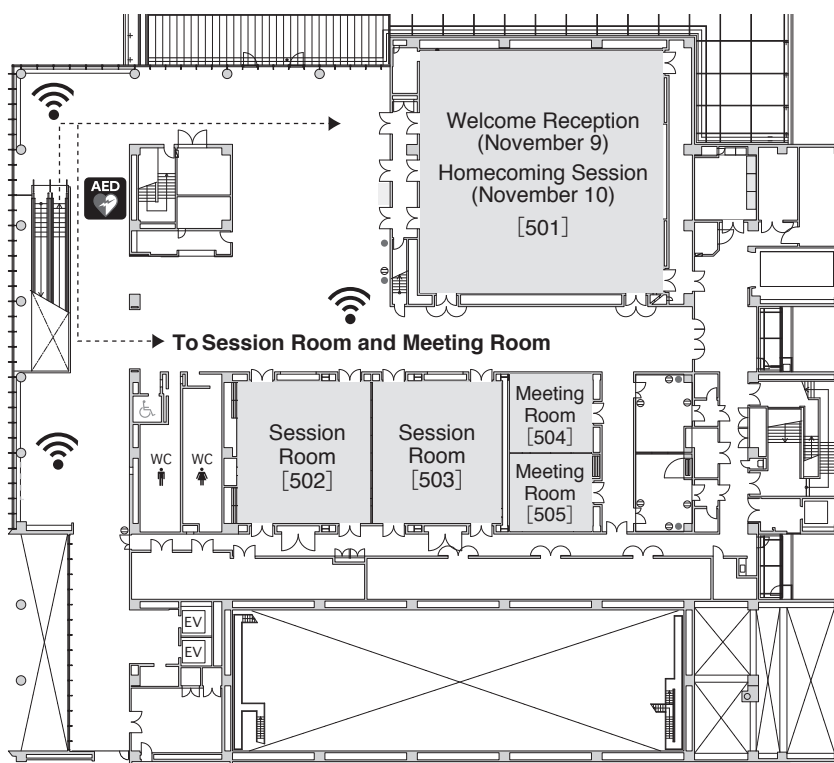 Welcome Reception
(November 9)
Homecoming Session
(November 10)
[501]
AED
To Session Room and Meeting Room
Session
Room
[502]
Session
Room
[503]
Meeting
Room
[504]
Meeting
Room
[505]
WC
WC
EV
EV